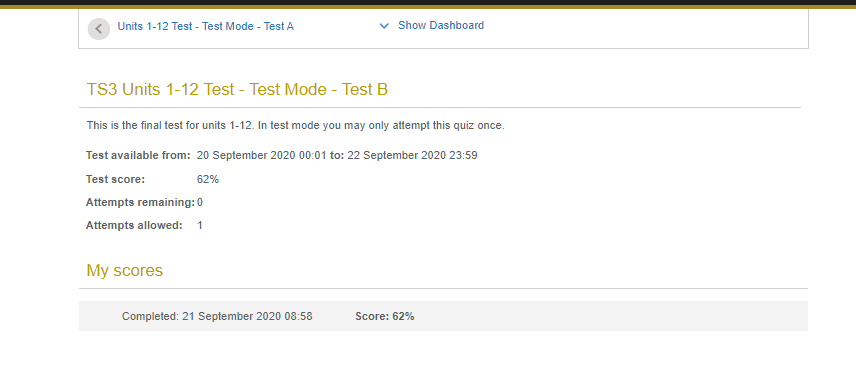 Units 1-12 Test - Test Mode - Test A
Show Dashboard
TS3 Units 1-12 Test - Test Mode - Test B
This is the final test for units 1-12. In test mode you may only attempt this quiz once.
Test available from: 20 September 2020 00:01 to: 22 September 2020 23:59
Test score: 62%
Attempts remaining: 0
Attempts allowed: 1
My scores
Completed: 21 September 2020 08:58 Score: 62%